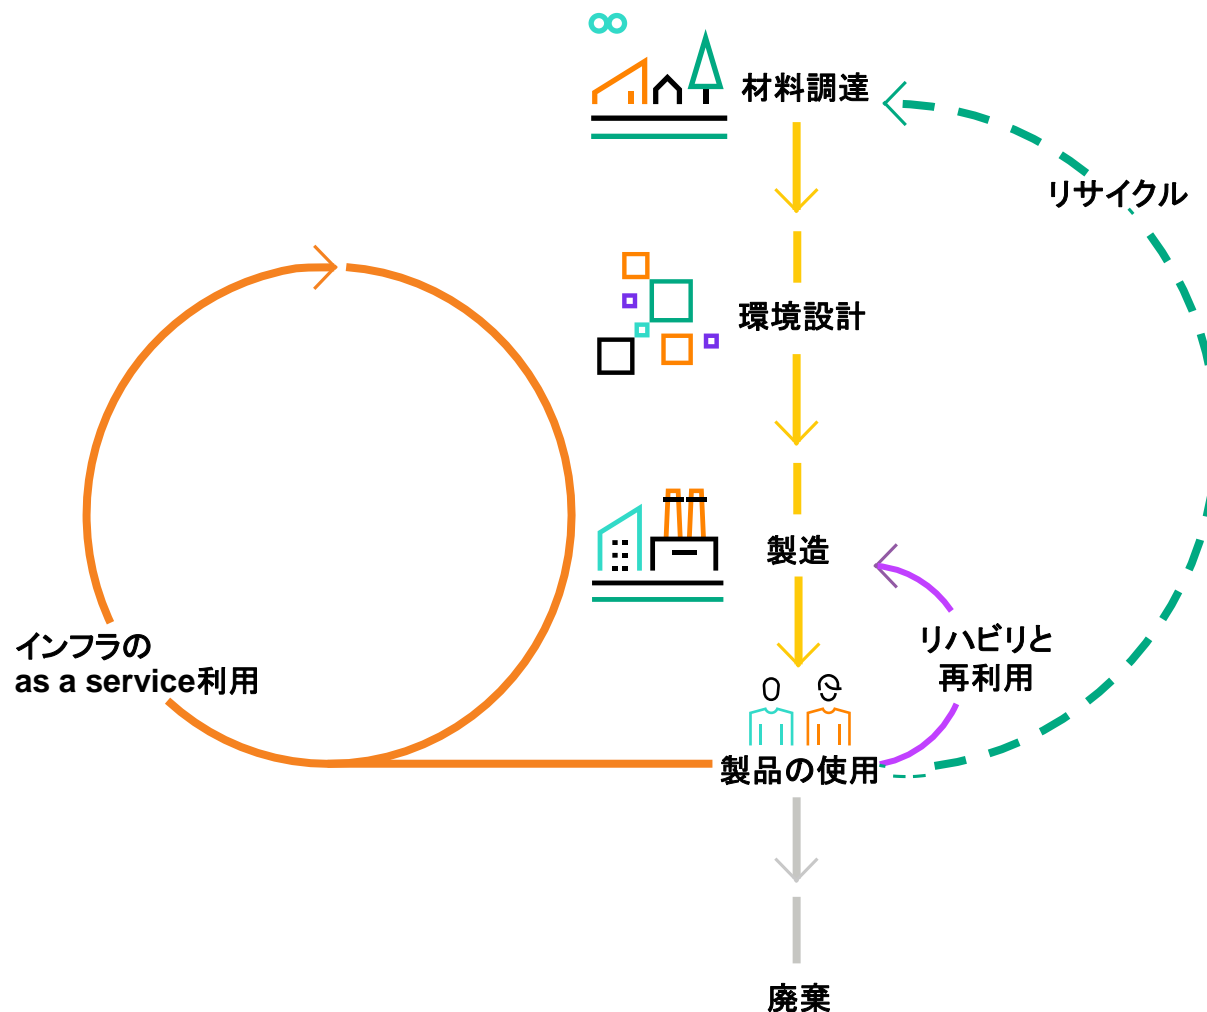 材料調達
リサイクル
環境設計
製造
リハビリと
再利用
インフラの
as a service利用
製品の使用
廃棄